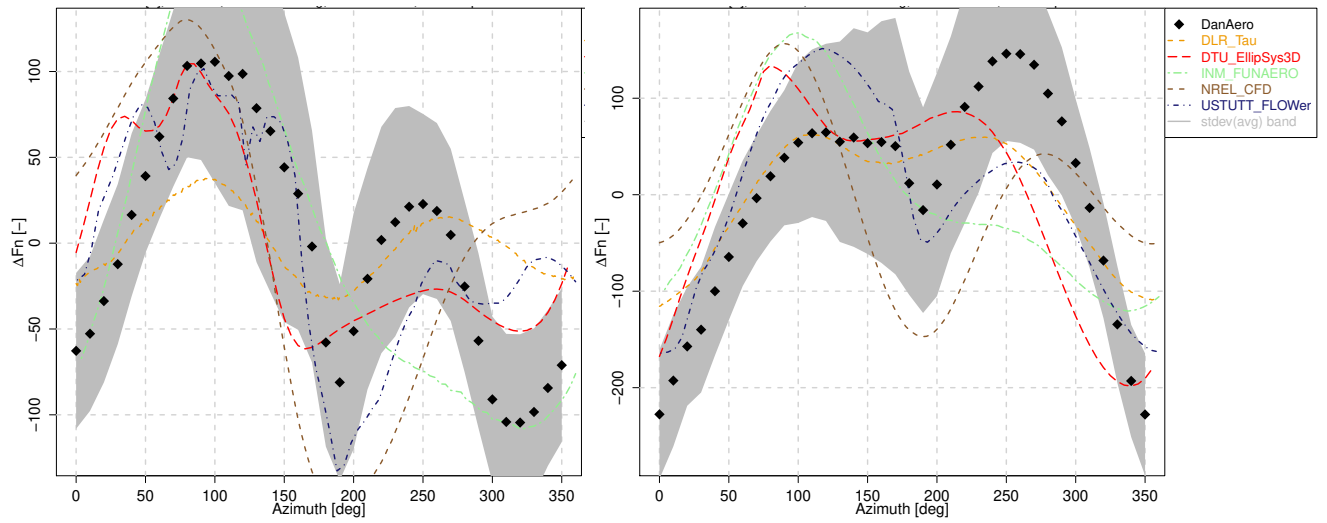 DanAero
DLR_Tau
DTU_EllipSys3D
INM_FUNAERO
NREL_CFD
USTUTT_FLOWer
stdev(avg) band
ΔFn [−]
100
50
0
−50
−100
0 50 100 150 200 250 300 350
Azimuth [deg]
ΔFn [−]
100
0
−100
−200
0 50 100 150 200 250 300 350
Azimuth [deg]